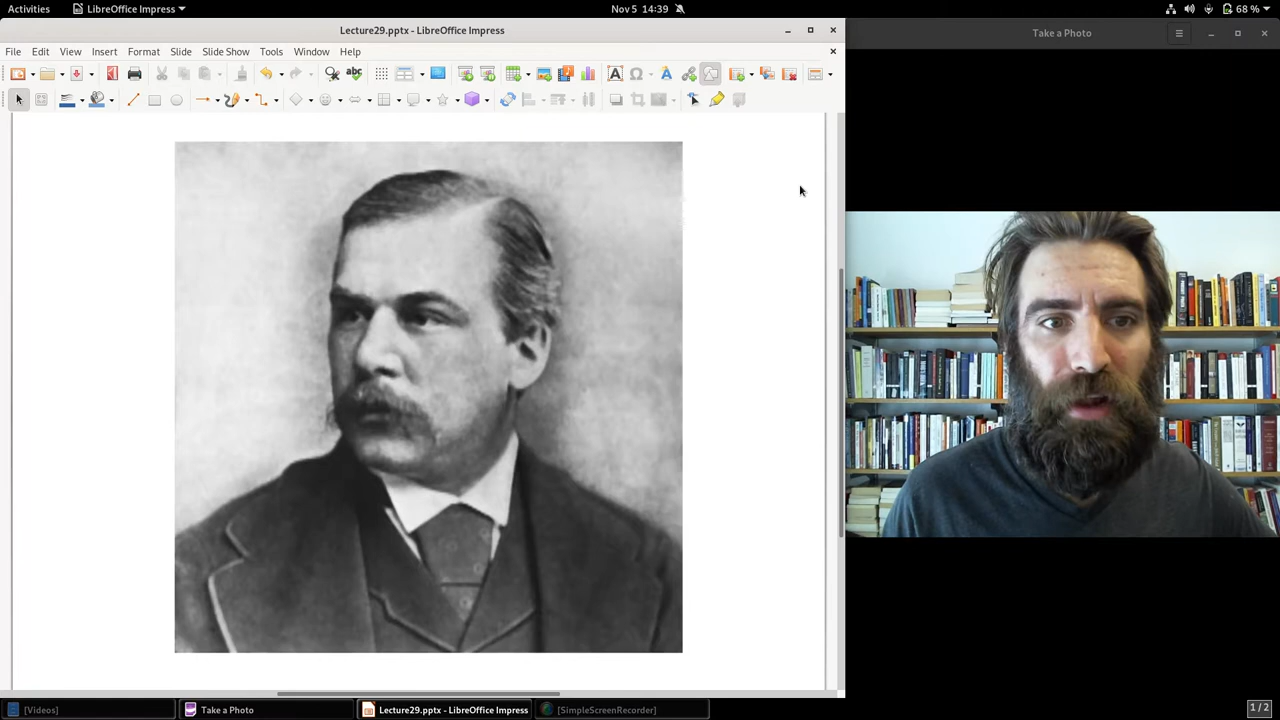 Activities LibreOffice Impress Nov 5 14:39 68 %
Lecture29.pptx - LibreOffice Impress Take a Photo
File Edit View Insert Format Slide Slide Show Tools Window Help
[Videos] Take a Photo Lecture29.pptx - LibreOffice Impress [SimpleScreenRecorder] 1 / 2